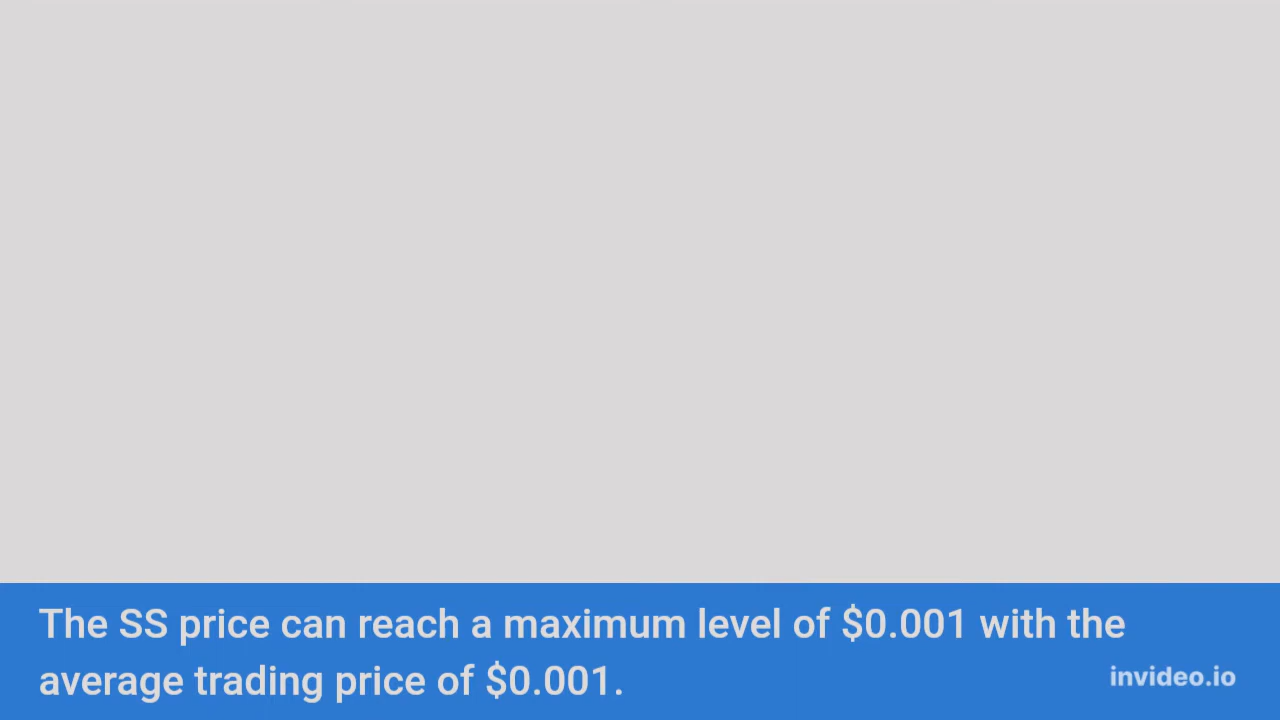 The SS price can reach a maximum level of $0.001 with the
average trading price of $0.001.
invideo.io